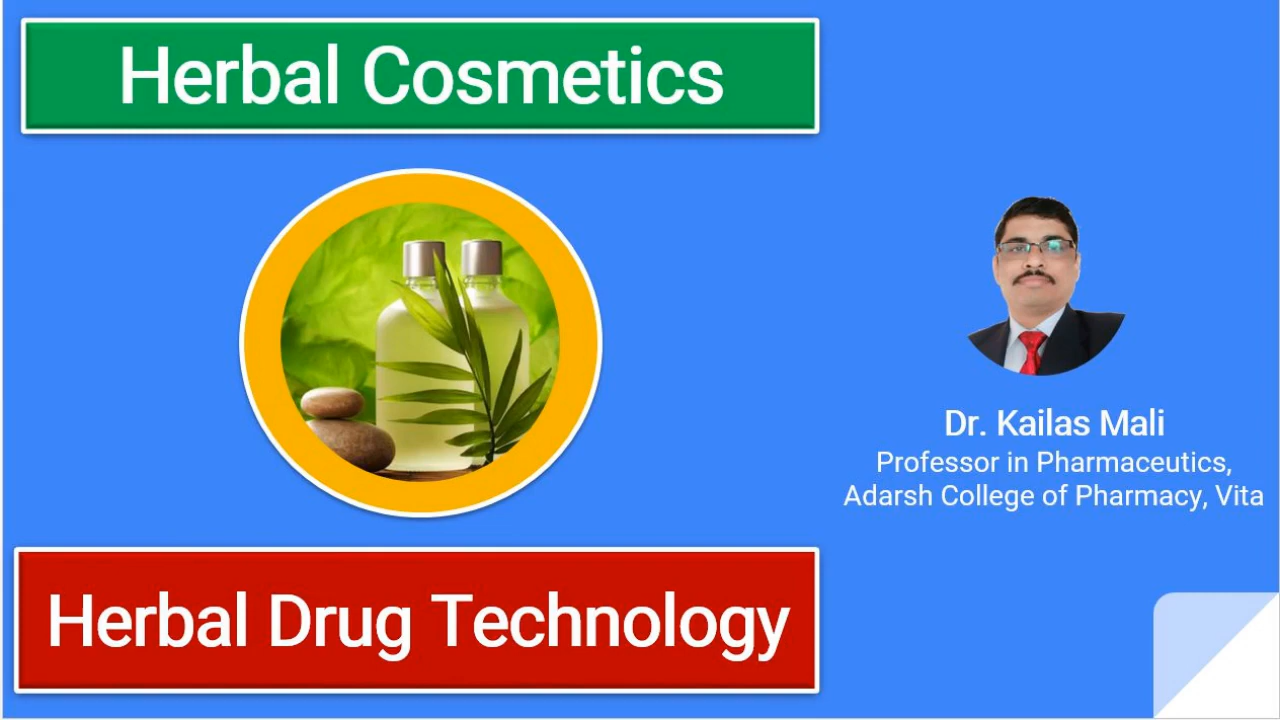 Herbal Cosmetics
Dr. Kailas Mali
Professor in Pharmaceutics,
Adarsh College of Pharmacy, Vita
Herbal Drug Technology